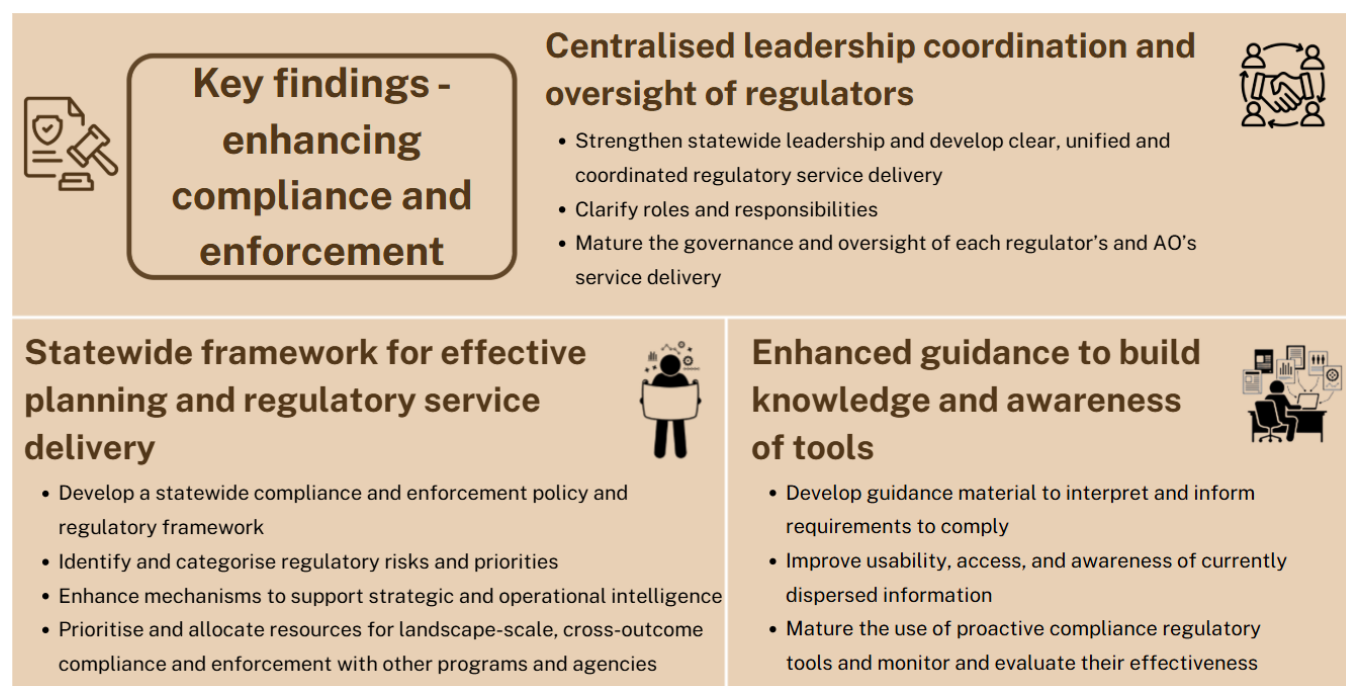 Key findings -
enhancing
compliance and
enforcement
Centralised leadership coordination and
oversight of regulators
• Strengthen statewide leadership and develop clear, unified and
coordinated regulatory service delivery
• Clarify roles and responsibilities
• Mature the governance and oversight of each regulator's and AO's
service delivery
Statewide framework for effective
planning and regulatory service
delivery
• Develop a statewide compliance and enforcement policy and
regulatory framework
• Identify and categorise regulatory risks and priorities
• Enhance mechanisms to support strategic and operational intelligence
• Prioritise and allocate resources for landscape-scale, cross-outcome
compliance and enforcement with other programs and agencies
Enhanced guidance to build
knowledge and awareness
of tools
• Develop guidance material to interpret and inform
requirements to comply
• Improve usability, access, and awareness of currently
dispersed information
• Mature the use of proactive compliance regulatory
tools and monitor and evaluate their effectiveness